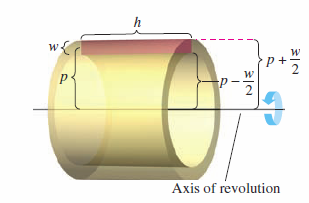 h
w
p
p + w/2
p - w/2
Axis of revolution